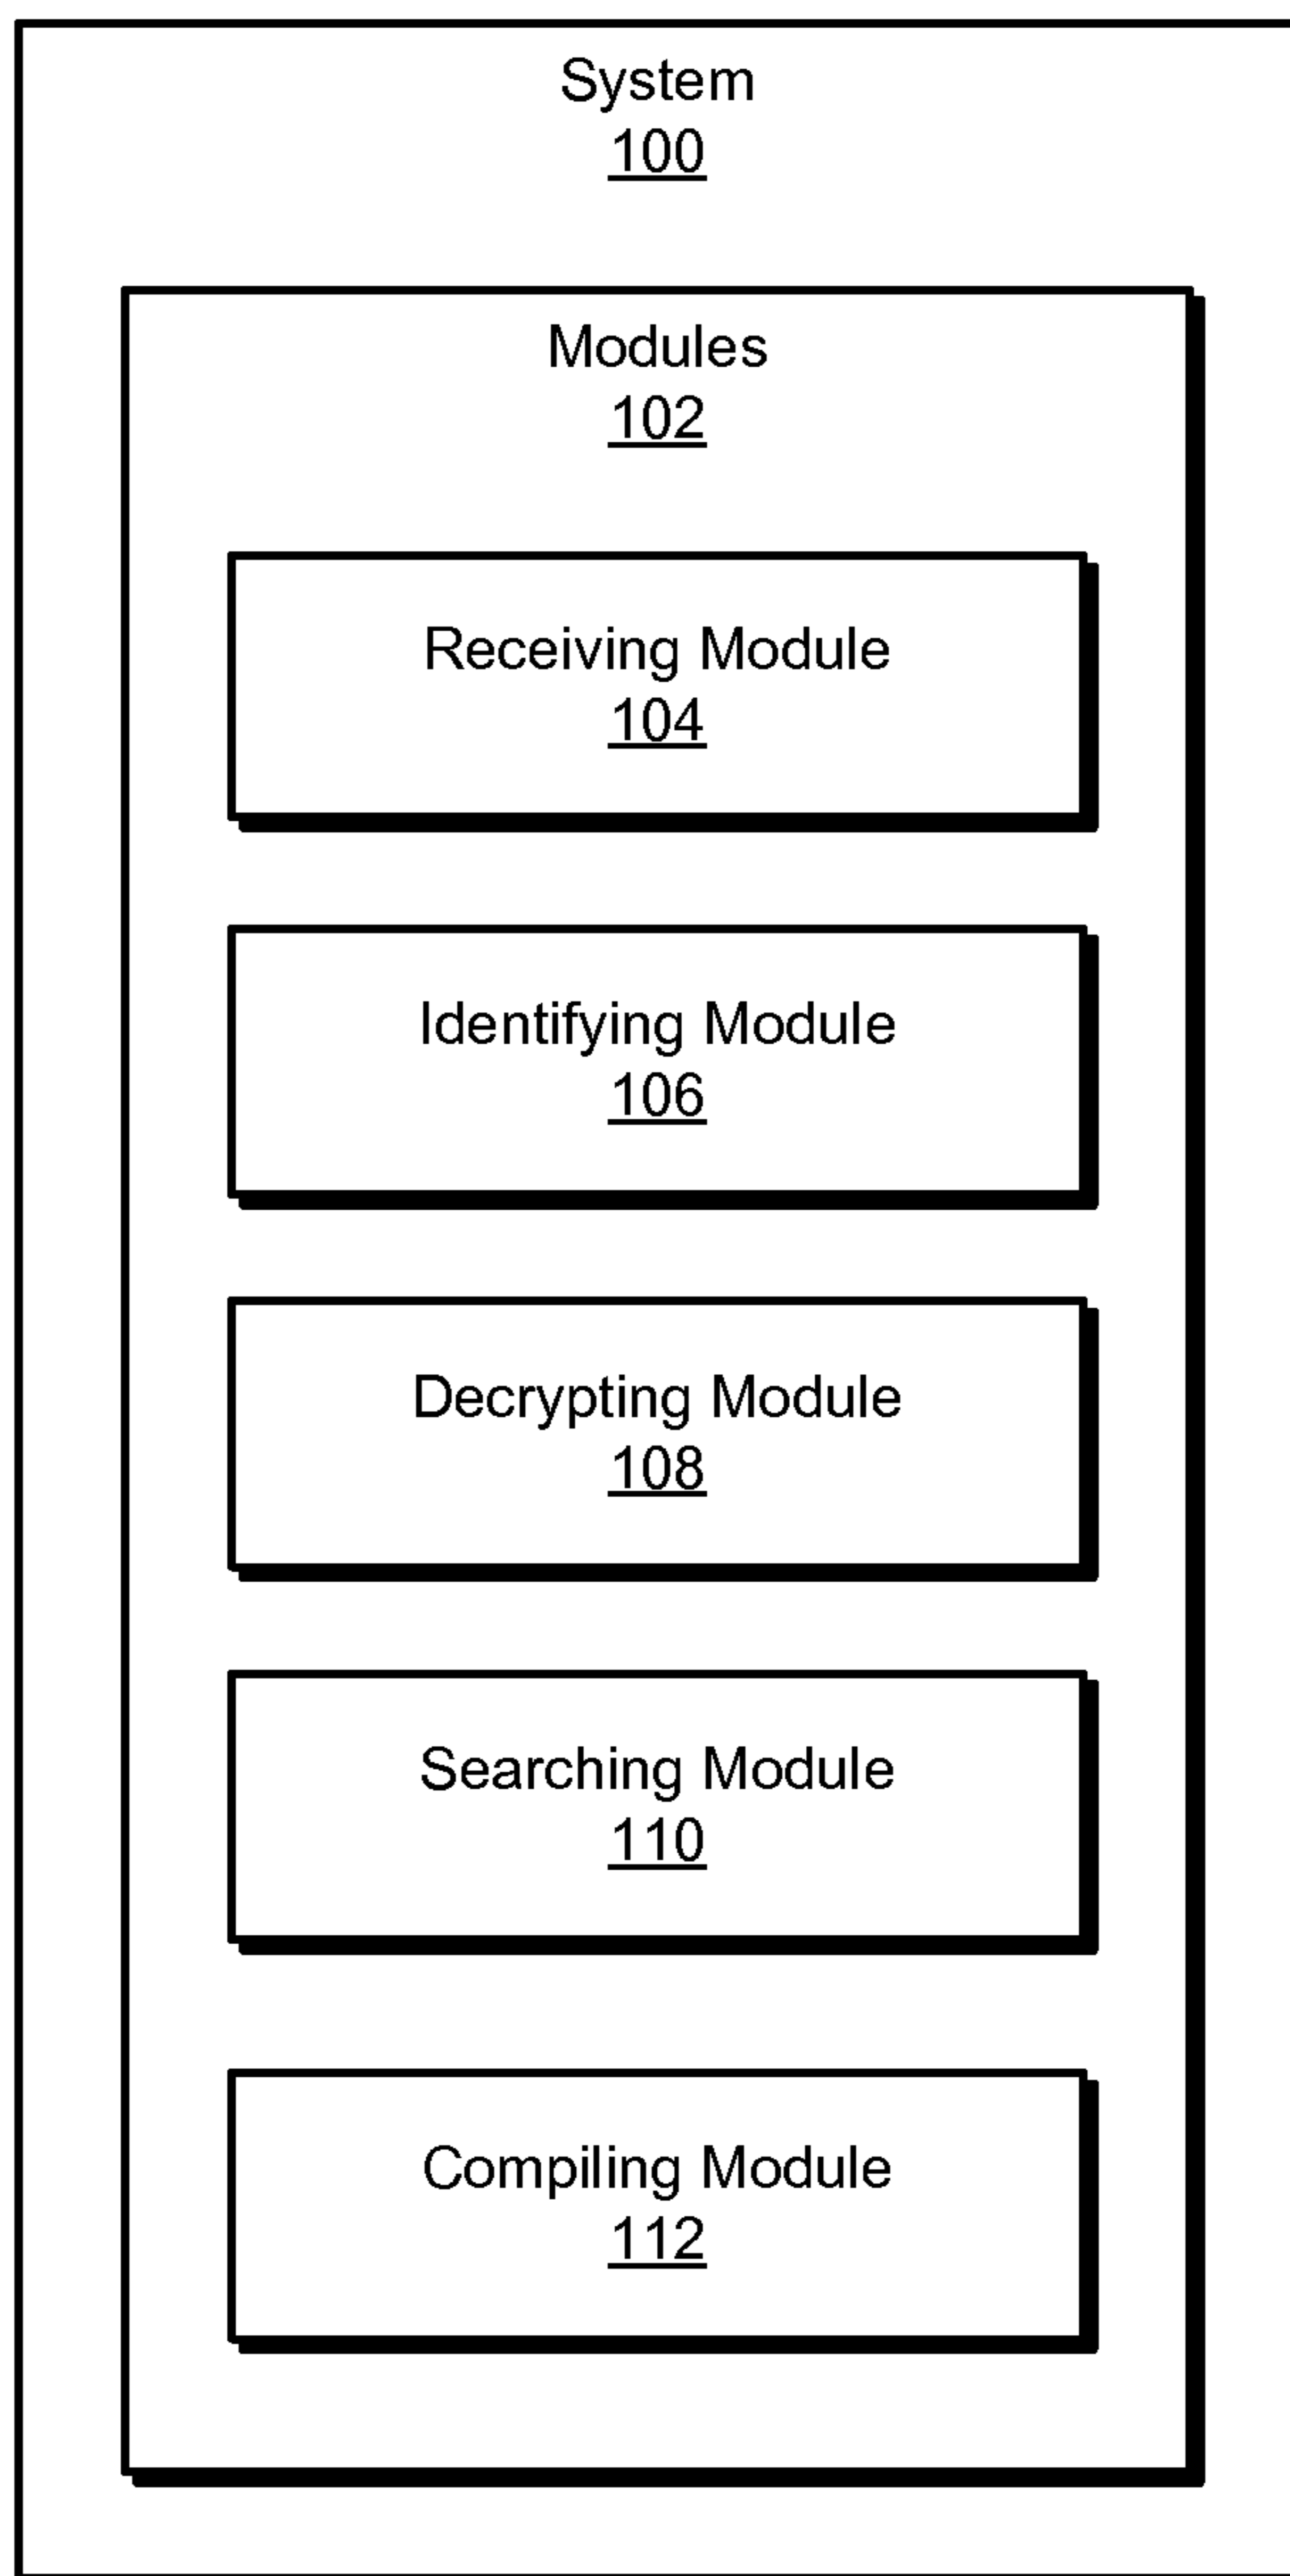 System
100
Modules
102
Receiving Module
104
Identifying Module
106
Decrypting Module
108
Searching Module
110
Compiling Module
112